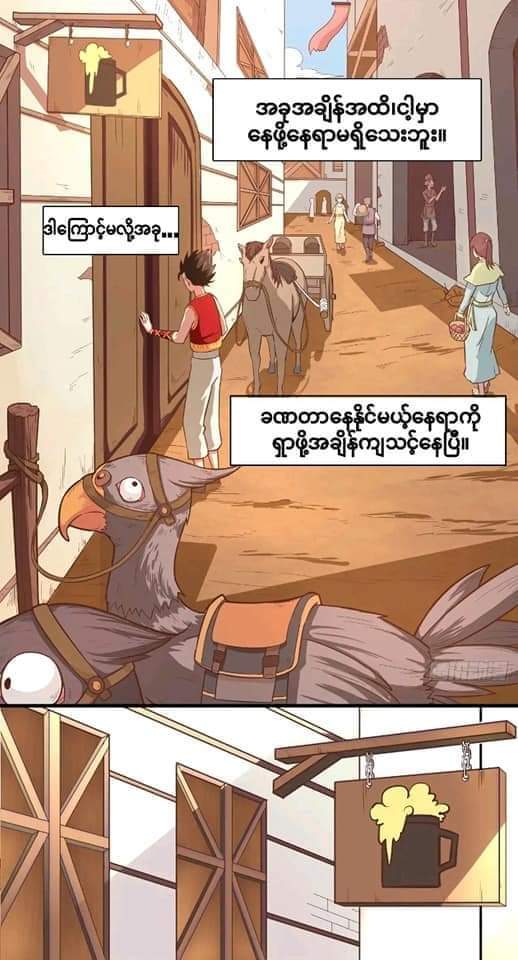 အခုအချိန်အထိ၊ငါ့မှာ
နေဖို့နေရာမရှိသေးဘူး။
ဒါကြောင့်မလို့အခု...
ခဏတာနေနိုင်မယ့်နေရာကို
ရှာဖို့အချိန်ကျသင့်နေပြီ။